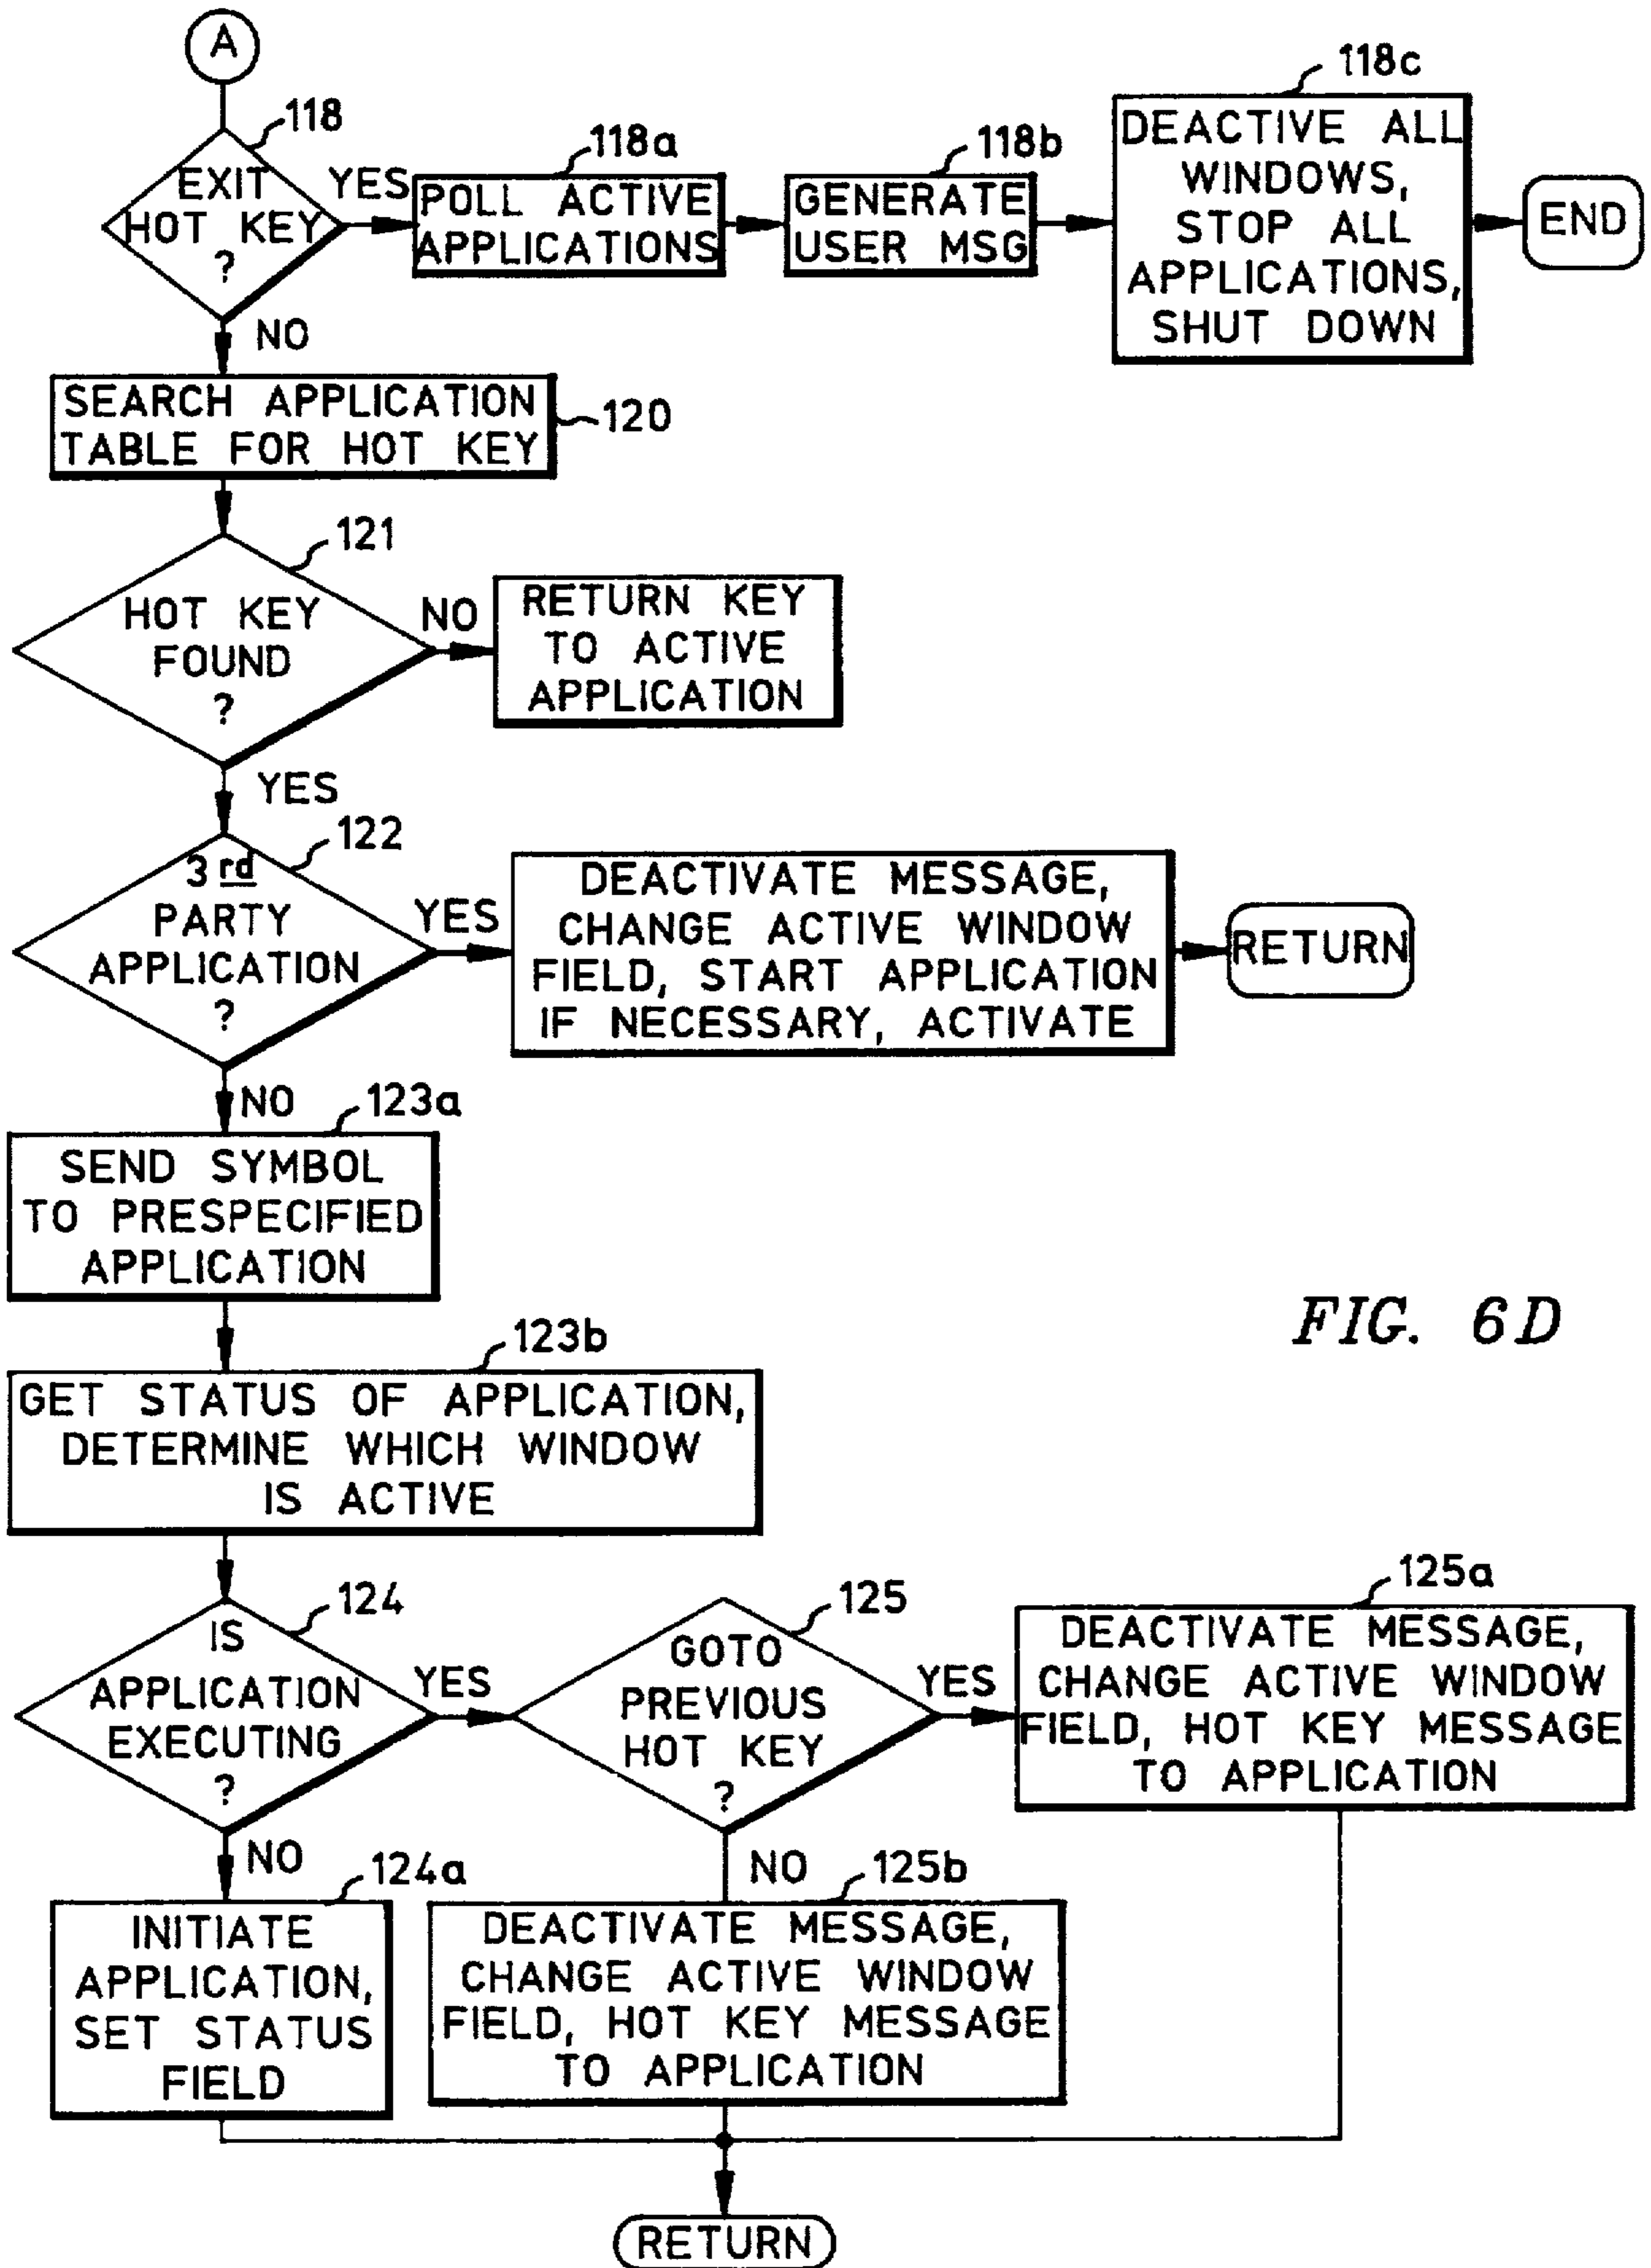 A
118
EXIT
HOT KEY
?
YES
118a
POLL ACTIVE
APPLICATIONS
118b
GENERATE
USER MSG
118c
DEACTIVE ALL
WINDOWS,
STOP ALL
APPLICATIONS,
SHUT DOWN
END
NO
SEARCH APPLICATION
TABLE FOR HOT KEY
120
121
HOT KEY
FOUND
?
NO
RETURN KEY
TO ACTIVE
APPLICATION
YES
122
3 rd
PARTY
APPLICATION
?
YES
DEACTIVATE MESSAGE,
CHANGE ACTIVE WINDOW
FIELD, START APPLICATION
IF NECESSARY, ACTIVATE
RETURN
NO
123a
SEND SYMBOL
TO PRESPECIFIED
APPLICATION
FIG. 6D
123b
GET STATUS OF APPLICATION,
DETERMINE WHICH WINDOW
IS ACTIVE
124
IS
APPLICATION
EXECUTING
?
YES
125
GOTO
PREVIOUS
HOT KEY
?
YES
125a
DEACTIVATE MESSAGE,
CHANGE ACTIVE WINDOW
FIELD, HOT KEY MESSAGE
TO APPLICATION
NO
124a
INITIATE
APPLICATION,
SET STATUS
FIELD
NO
125b
DEACTIVATE MESSAGE,
CHANGE ACTIVE WINDOW
FIELD, HOT KEY MESSAGE
TO APPLICATION
RETURN